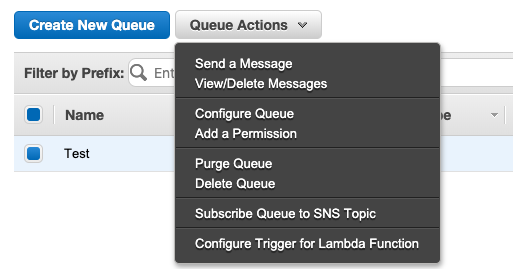 Create New Queue
Queue Actions
Send a Message
View/Delete Messages
Filter by Prefix:
Ent
Configure Queue
Add a Permission
Name
Test
Purge Queue
Delete Queue
Subscribe Queue to SNS Topic
Configure Trigger for Lambda Function